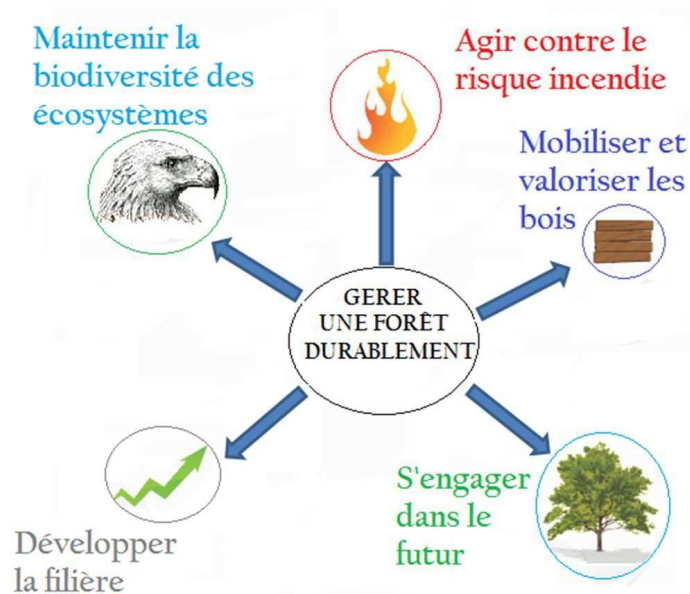 Maintenir la
biodiversité des
écosystèmes
Agir contre le
risque incendie
Mobiliser et
valoriser les
bois
GERER
UNE FORÊT
DURABLEMENT
S'engager
dans le
futur
Développer
la filière